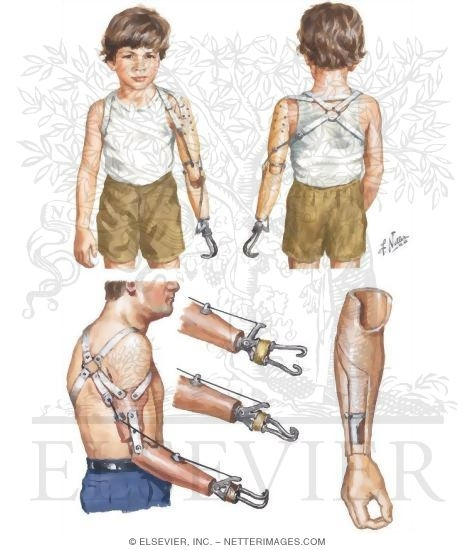 F. Netter
ELSEVIER
© ELSEVIER, INC. – NETTERIMAGES.COM